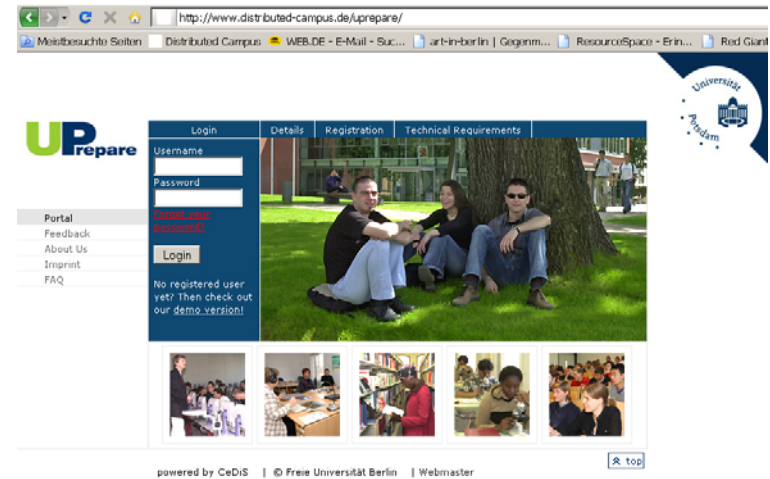 http://www.distributed-campus.de/uprepare/
Meistbesuchte Seiten Distributed Campus WEB.DE - E-Mail - Suc... art-in-berlin | Gegenm... ResourceSpace - Erin... Red Giant
Universität
Potsdam
UPrepare
Login Details Registration Technical Requirements
Username
Password
Forgot your
password?
Login
No registered user
yet? Then check out
our demo version!
Portal
Feedback
About Us
Imprint
FAQ
top
powered by CeDiS | © Freie Universität Berlin | Webmaster